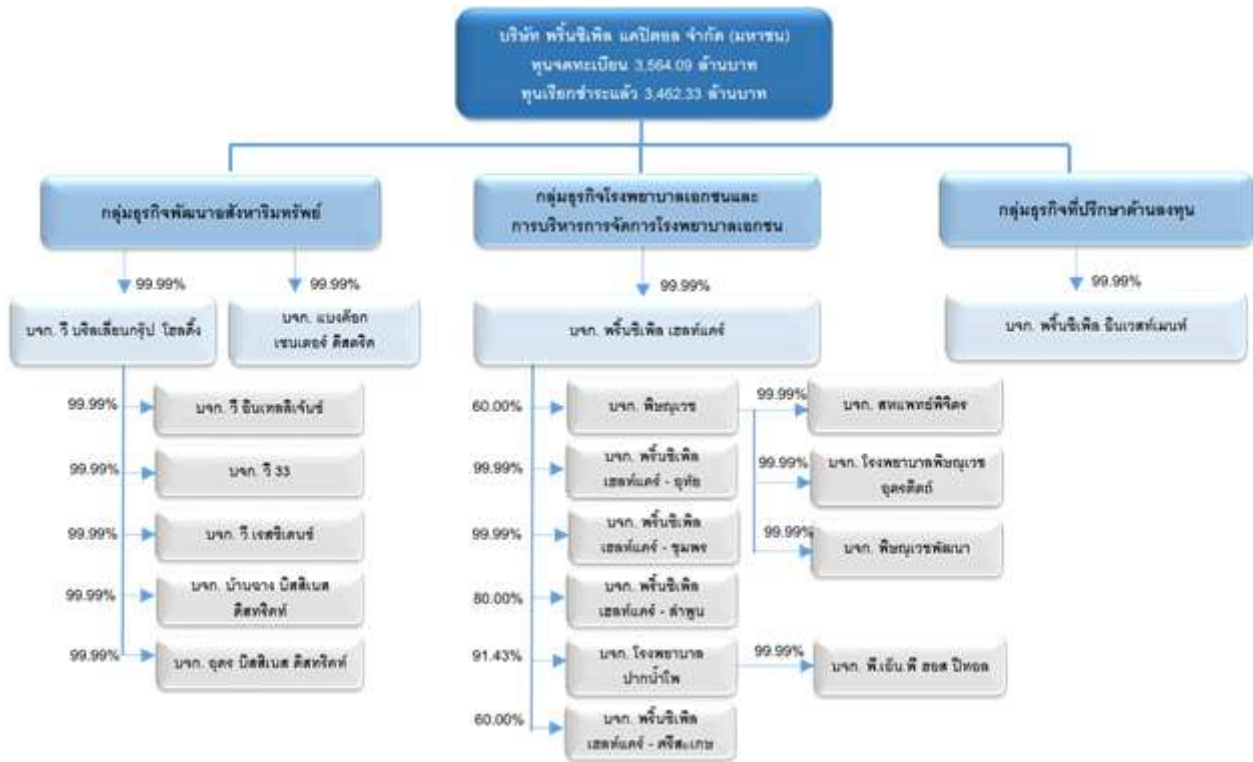 บริษัท พริ้นซิเพิล แคปิตอล จำกัด (มหาชน)
ทุนจดทะเบียน 3,564.09 ล้านบาท
ทุนเรียกชำระแล้ว 3,462.33 ล้านบาท
กลุ่มธุรกิจพัฒนาอสังหาริมทรัพย์
กลุ่มธุรกิจโรงพยาบาลเอกชนและ
การบริหารการจัดการโรงพยาบาลเอกชน
กลุ่มธุรกิจที่ปรึกษาด้านลงทุน
99.99%
99.99%
99.99%
99.99%
บจก. วี บริลเลี่ยนกรุ๊ป โฮลดิ้ง
บจก. แบงค็อก
เซนเตอร์ ดิสตริค
บจก. พริ้นซิเพิล เฮลท์แคร์
บจก. พริ้นซิเพิล อินเวสท์เมนท์
99.99%
บจก. วี อินเทลลิเจ้นซ์
99.99%
บจก. วี 33
99.99%
บจก. วี เรสซิเดนซ์
99.99%
บจก. บ้านฉาง บิสสิเนส
ดิสทริคท์
99.99%
บจก. อุดร บิสสิเนส ดิสทริคท์
60.00%
บจก. พิษณุเวช
99.99%
บจก. พริ้นซิเพิล
เฮลท์แคร์ - อุทัย
99.99%
บจก. พริ้นซิเพิล
เฮลท์แคร์ - ชุมพร
80.00%
บจก. พริ้นซิเพิล
เฮลท์แคร์ - ลำพูน
91.43%
บจก. โรงพยาบาล
ปากน้ำโพ
60.00%
บจก. พริ้นซิเพิล
เฮลท์แคร์ - ศรีสะเกษ
99.99%
บจก. สหแพทย์พิจิตร
99.99%
บจก. โรงพยาบาลพิษณุเวช
อุตรดิตถ์
99.99%
บจก. พิษณุเวชพัฒนา
99.99%
บจก. พี.เอ็น.พี ฮอส ปิทอล